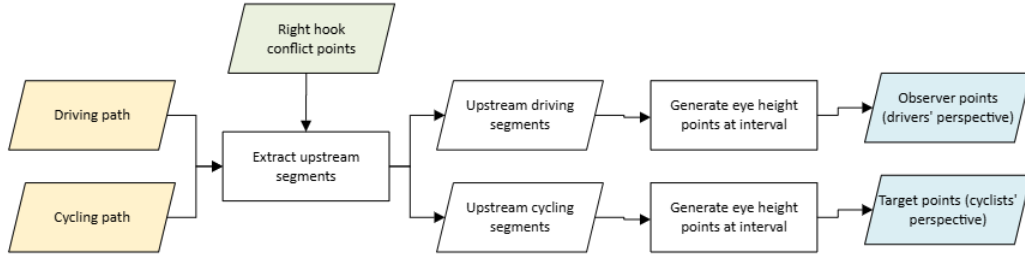 Right hook
conflict points
Driving path
Upstream driving
segments
Generate eye height
points at interval
Observer points
(drivers' perspective)
Extract upstream
segments
Cycling path
Upstream cycling
segments
Generate eye height
points at interval
Target points (cyclists'
perspective)